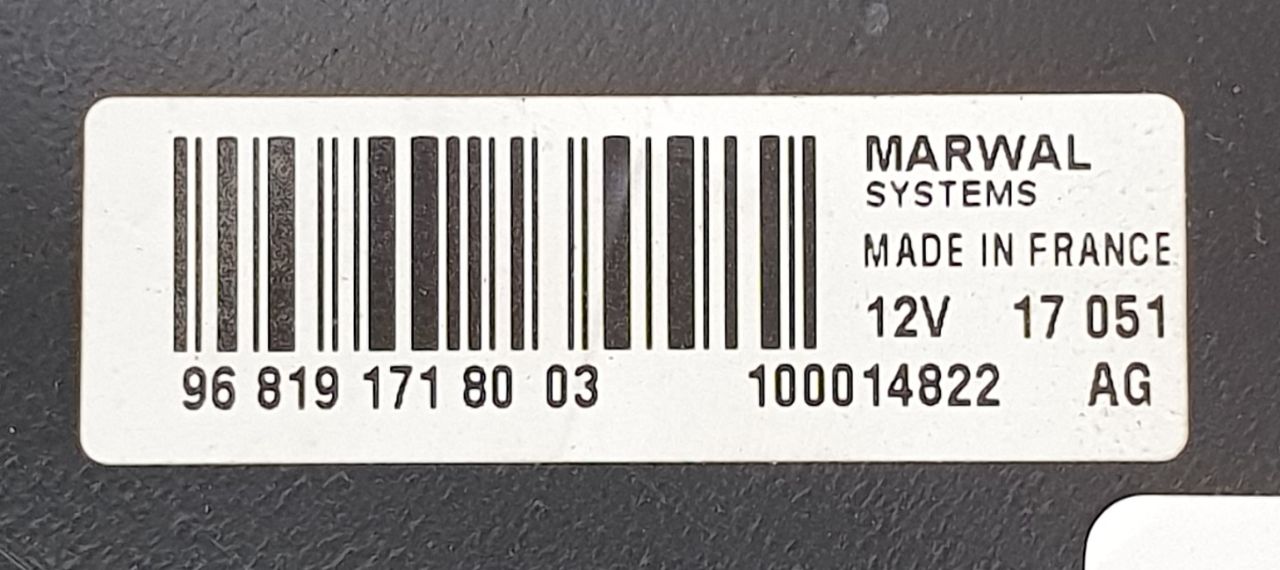 MARWAL
SYSTEMS
MADE IN FRANCE
12V 17 051
96 819 171 80 03 100014822 AG